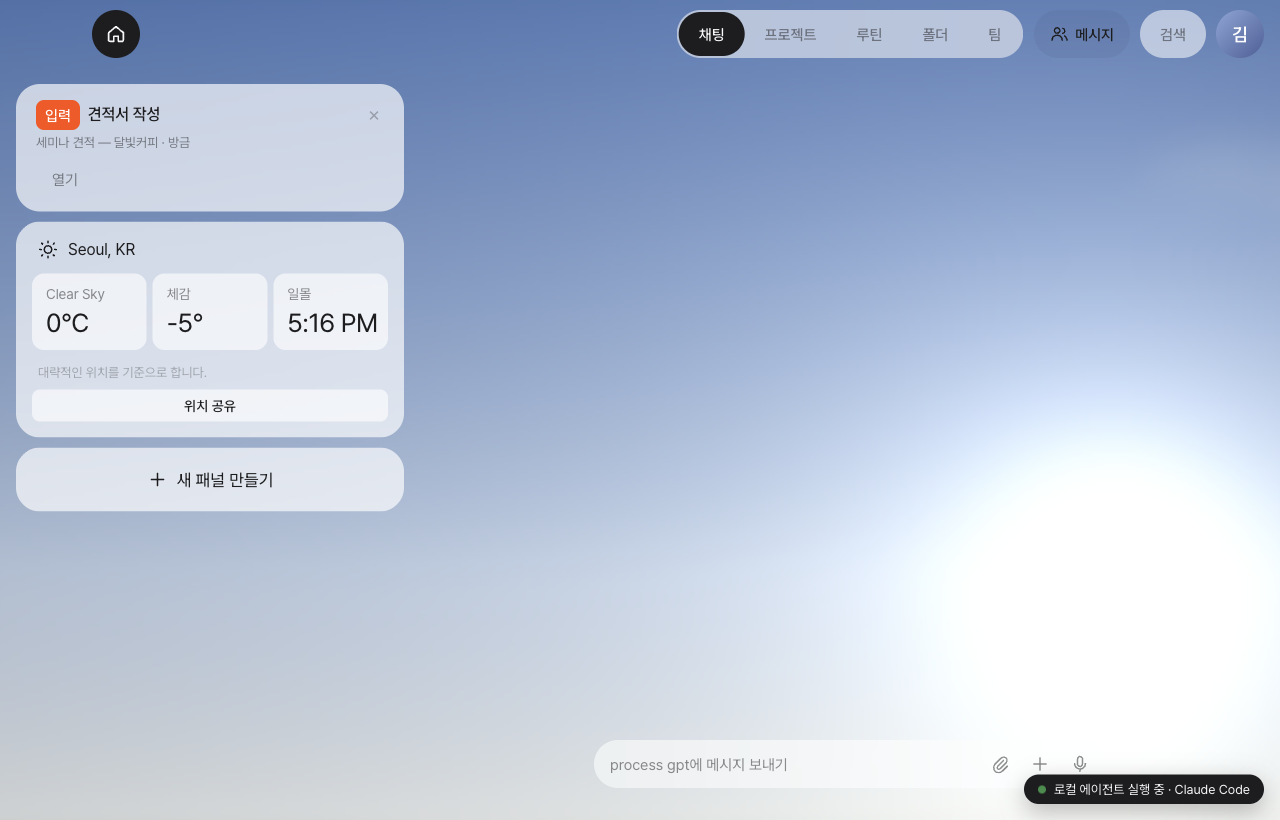 채팅
프로젝트
루틴
폴더
팀
메시지
검색
김
입력 견적서 작성
세미나 견적 — 달빛커피 · 방금
열기
Seoul, KR
Clear Sky
0°C
체감
-5°
일몰
5:16 PM
대략적인 위치를 기준으로 합니다.
위치 공유
새 패널 만들기
process gpt에 메시지 보내기
로컬 에이전트 실행 중 · Claude Code